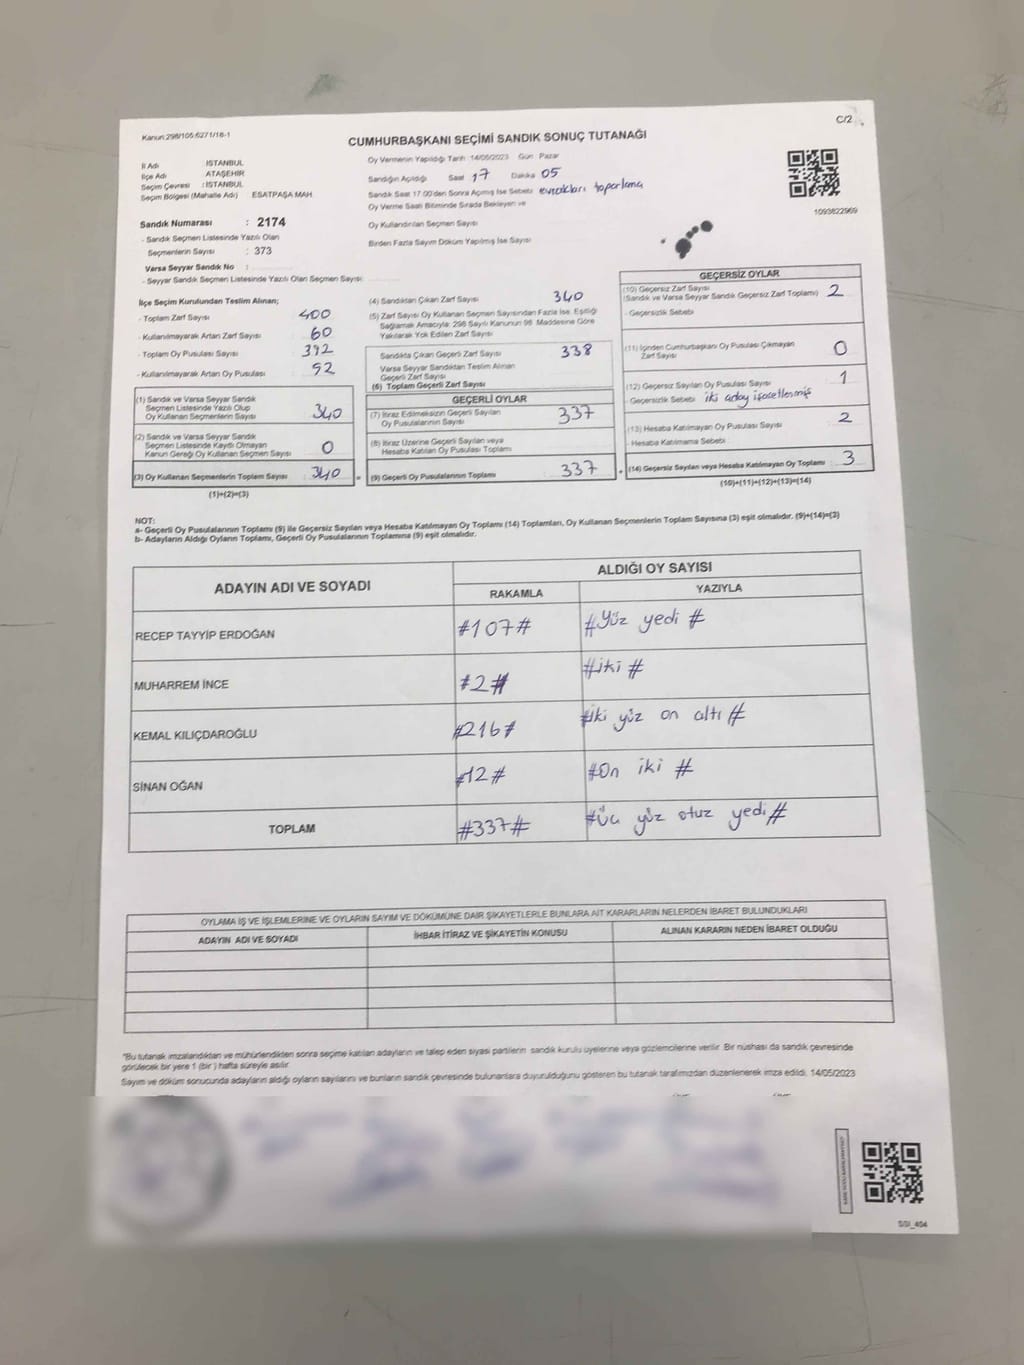 Kanun:298/105;6271/18-1
C/2
CUMHURBAŞKANI SEÇİMİ SANDIK SONUÇ TUTANAĞI
İl Adı : İSTANBUL
İlçe Adı : ATAŞEHİR
Seçim Çevresi : İSTANBUL
Seçim Bölgesi (Mahalle Adı) : ESATPAŞA MAH.
Sandık Numarası : 2174
- Sandık Seçmen Listesinde Yazılı Olan
Seçmenlerin Sayısı : 373
Varsa Seyyar Sandık No :
- Seyyar Sandık Seçmen Listesinde Yazılı Olan Seçmen Sayısı:
Oy Vermenin Yapıldığı Tarih :14/05/2023 Gün : Pazar
Sandığın Açıldığı Saat 17 Dakika 05
Sandık Saat 17.00'den Sonra Açılmış İse Sebebi: evrakları toparlama
Oy Verme Saati Bitiminde Sırada Bekleyen ve
Oy Kullandırılan Seçmen Sayısı :
Birden Fazla Sayım Döküm Yapılmış İse Sayısı :
1093822969
İlçe Seçim Kurulundan Teslim Alınan;
- Toplam Zarf Sayısı : 400
- Kullanılmayarak Artan Zarf Sayısı : 60
- Toplam Oy Pusulası Sayısı : 392
- Kullanılmayarak Artan Oy Pusulası : 52
(1) Sandık ve Varsa Seyyar Sandık
Seçmen Listesinde Yazılı Olup
Oy Kullanan Seçmenlerin Sayısı : 340
(2) Sandık ve Varsa Seyyar Sandık
Seçmen Listesinde Kayıtlı Olmayan
Kanun Gereği Oy Kullanan Seçmen Sayısı : 0
(3) Oy Kullanan Seçmenlerin Toplam Sayısı : 340
(1)+(2)=(3)
(4) Sandıktan Çıkan Zarf Sayısı : 340
(5) Zarf Sayısı Oy Kullanan Seçmen Sayısından Fazla İse, Eşitliği
Sağlamak Amacıyla; 298 Sayılı Kanunun 98. Maddesine Göre
Yakılarak Yok Edilen Zarf Sayısı :
Sandıkta Çıkan Geçerli Zarf Sayısı : 338
Varsa Seyyar Sandıktan Teslim Alınan
Geçerli Zarf Sayısı :
(6) Toplam Geçerli Zarf Sayısı :
GEÇERLİ OYLAR
(7) İtiraz Edilmeksizin Geçerli Sayılan
Oy Pusulalarının Sayısı : 337
(8) İtiraz Üzerine Geçerli Sayılan veya
Hesaba Katılan Oy Pusulası Toplamı :
= (9) Geçerli Oy Pusulalarının Toplamı : 337 +
GEÇERSİZ OYLAR
(10) Geçersiz Zarf Sayısı : 2
(Sandık ve Varsa Seyyar Sandık Geçersiz Zarf Toplamı)
- Geçersizlik Sebebi :
(11) İçinden Cumhurbaşkanı Oy Pusulası Çıkmayan
Zarf Sayısı : 0
(12) Geçersiz Sayılan Oy Pusulası Sayısı : 1
- Geçersizlik Sebebi : iki aday işaretlenmiş
(13) Hesaba Katılmayan Oy Pusulası Sayısı : 2
- Hesaba Katılmama Sebebi :
(14) Geçersiz Sayılan veya Hesaba Katılmayan Oy Toplamı : 3
(10)+(11)+(12)+(13)=(14)
NOT:
a- Geçerli Oy Pusulalarının Toplamı (9) ile Geçersiz Sayılan veya Hesaba Katılmayan Oy Toplamı (14) Toplamları, Oy Kullanan Seçmenlerin Toplam Sayısına (3) eşit olmalıdır. (9)+(14)=(3)
b- Adayların Aldığı Oyların Toplamı, Geçerli Oy Pusulalarının Toplamına (9) eşit olmalıdır.
ADAYIN ADI VE SOYADI
ALDIĞI OY SAYISI
RAKAMLA YAZIYLA
RECEP TAYYİP ERDOĞAN #107# #Yüz yedi #
MUHARREM İNCE #2# #iki #
KEMAL KILIÇDAROĞLU #216# #iki yüz on altı #
SİNAN OĞAN #12# #On iki #
TOPLAM #337# #üç yüz otuz yedi #
OYLAMA İŞ VE İŞLEMLERİNE VE OYLARIN SAYIM VE DÖKÜMÜNE DAİR ŞİKAYETLERLE BUNLARA AİT KARARLARIN NELERDEN İBARET BULUNDUKLARI
ADAYIN ADI VE SOYADI İHBAR İTİRAZ VE ŞİKAYETİN KONUSU ALINAN KARARIN NEDEN İBARET OLDUĞU
*Bu tutanak imzalandıktan ve mühürlendikten sonra seçime katılan adayların ve talep eden siyasi partilerin sandık kurulu üyelerine veya gözlemcilerine verilir. Bir nüshası da sandık çevresinde
görülecek bir yere 1 (bir ) hafta süreyle asılır.
Sayım ve döküm sonucunda adayların aldığı oyların sayılarını ve bunların sandık çevresinde bulunanlara duyurulduğunu gösteren bu tutanak tarafımızdan düzenlenerek imza edildi. 14/05/2023
SSI_404